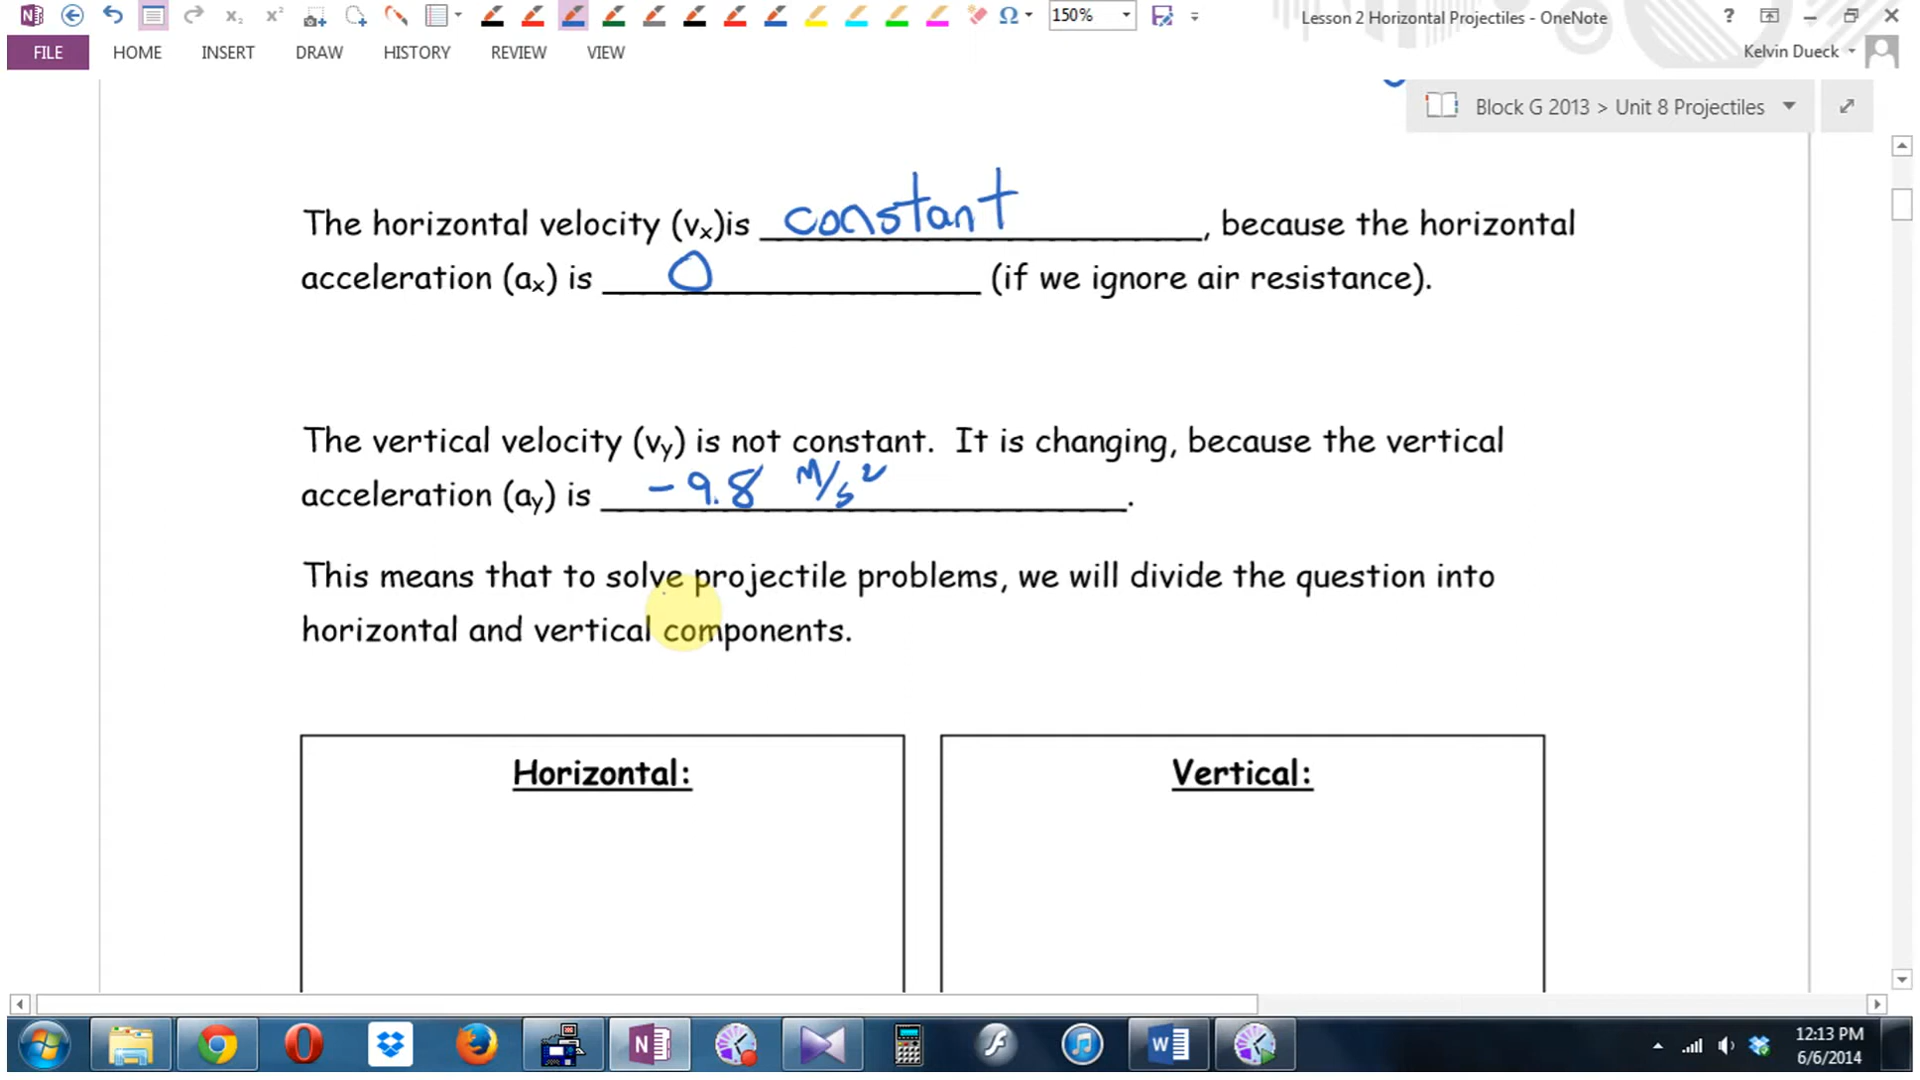 150%
Lesson 2 Horizontal Projectiles - OneNote
FILE HOME INSERT DRAW HISTORY REVIEW VIEW
Kelvin Dueck
Block G 2013 > Unit 8 Projectiles
The horizontal velocity (vx)is constant, because the horizontal
acceleration (ax) is 0 (if we ignore air resistance).
The vertical velocity (vy) is not constant. It is changing, because the vertical
acceleration (ay) is -9.8 m/s².
This means that to solve projectile problems, we will divide the question into
horizontal and vertical components.
Horizontal:
Vertical:
12:13 PM
6/6/2014